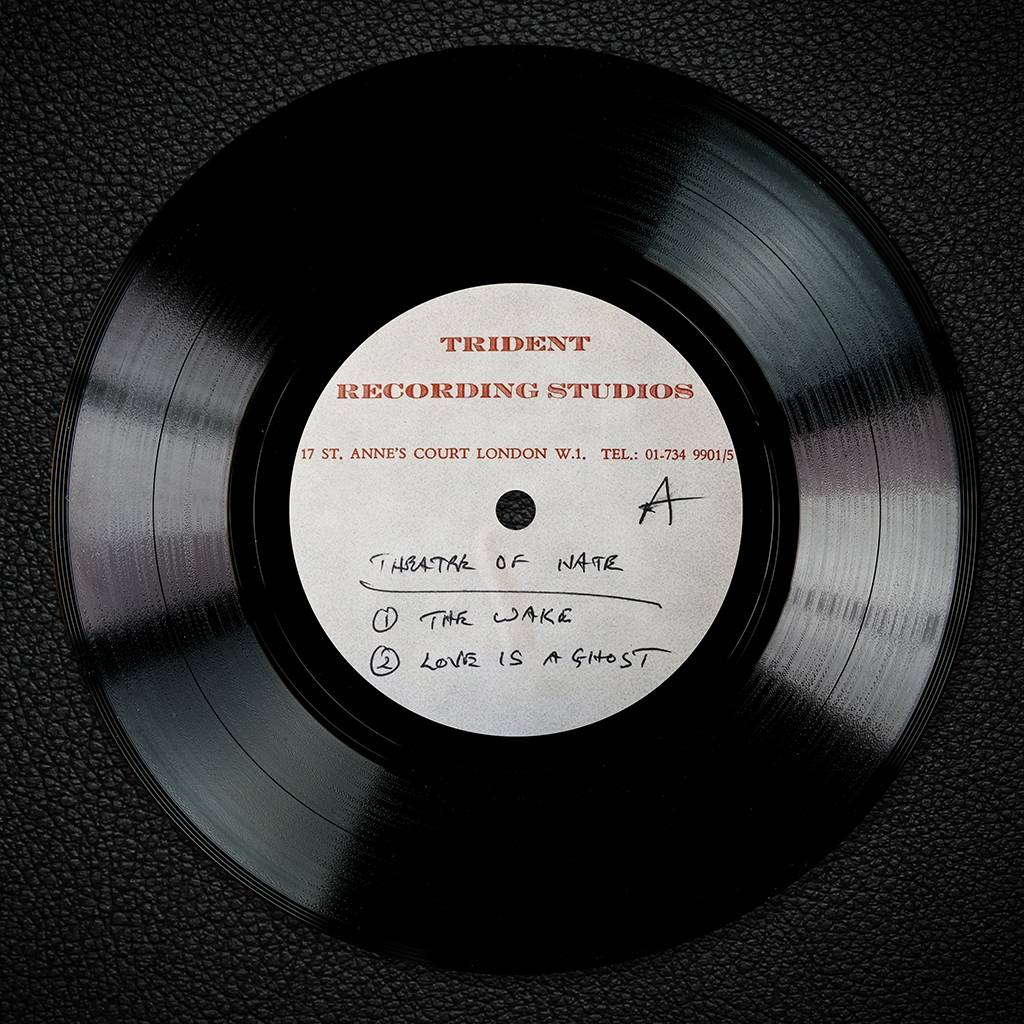 TRIDENT
RECORDING STUDIOS
17 ST. ANNE'S COURT LONDON W.1. TEL.: 01-734 9901/5
A
THEATRE OF HATE
① THE WAKE
② LOVE IS A GHOST